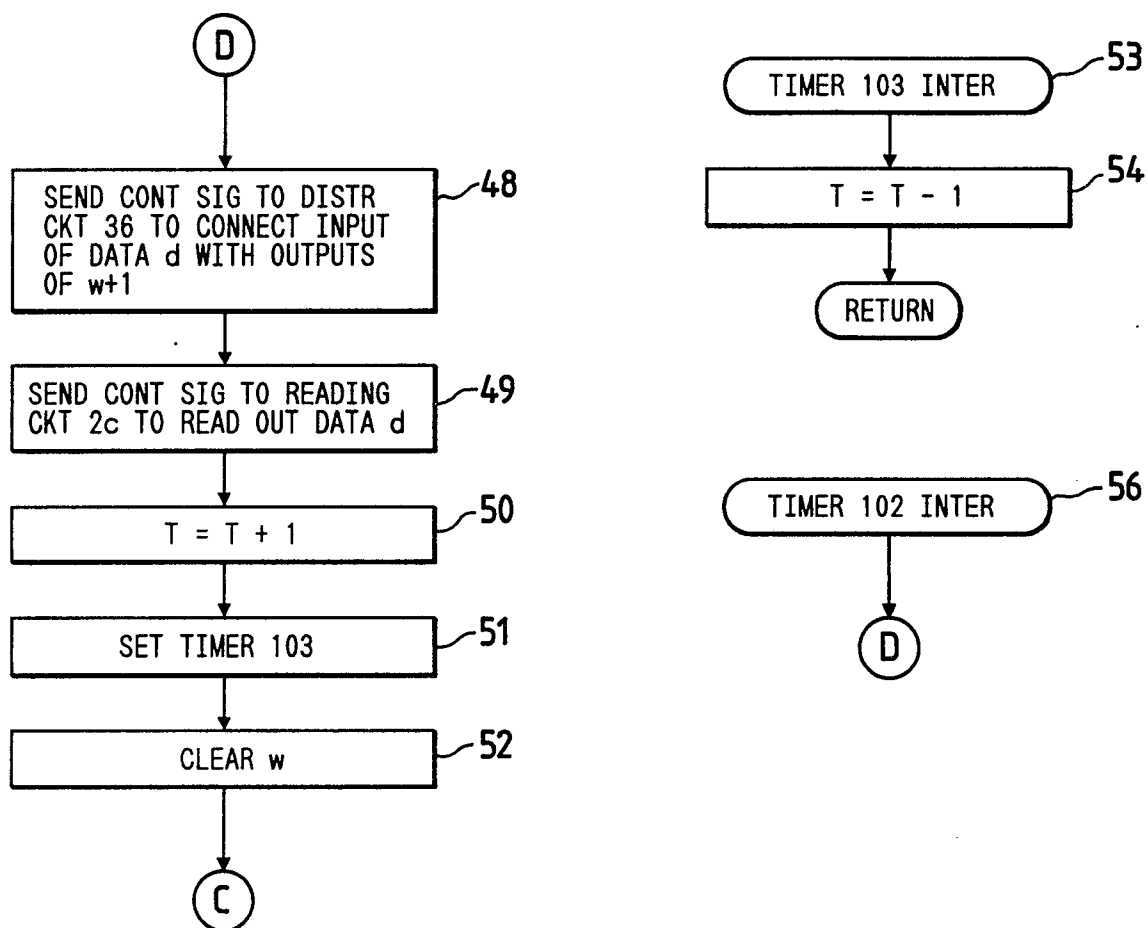 D
SEND CONT SIG TO DISTR
CKT 36 TO CONNECT INPUT
OF DATA d WITH OUTPUTS
OF w+1
48
SEND CONT SIG TO READING
CKT 2c TO READ OUT DATA d
49
T = T + 1
50
SET TIMER 103
51
CLEAR w
52
C
TIMER 103 INTER
53
T = T - 1
54
RETURN
TIMER 102 INTER
56
D